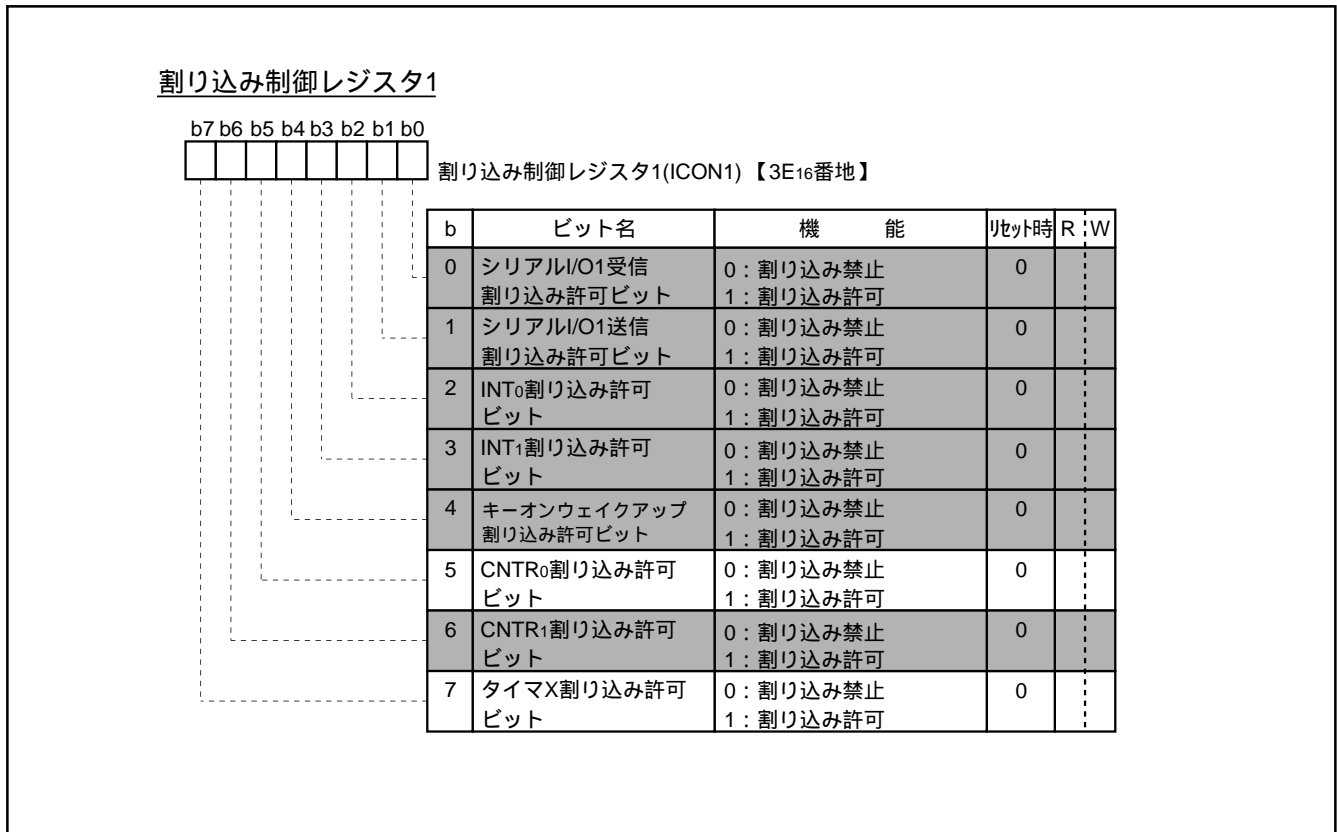 割り込み制御レジスタ1
b7 b6 b5 b4 b3 b2 b1 b0
割り込み制御レジスタ1(ICON1)【3E16番地】
b ビット名 機 能 リセット時 R W
0 シリアルI/O1受信 0：割り込み禁止 0
割り込み許可ビット 1：割り込み許可
1 シリアルI/O1送信 0：割り込み禁止 0
割り込み許可ビット 1：割り込み許可
2 INT0割り込み許可 0：割り込み禁止 0
ビット 1：割り込み許可
3 INT1割り込み許可 0：割り込み禁止 0
ビット 1：割り込み許可
4 キーオンウェイクアップ 0：割り込み禁止 0
割り込み許可ビット 1：割り込み許可
5 CNTR0割り込み許可 0：割り込み禁止 0
ビット 1：割り込み許可
6 CNTR1割り込み許可 0：割り込み禁止 0
ビット 1：割り込み許可
7 タイマX割り込み許可 0：割り込み禁止 0
ビット 1：割り込み許可